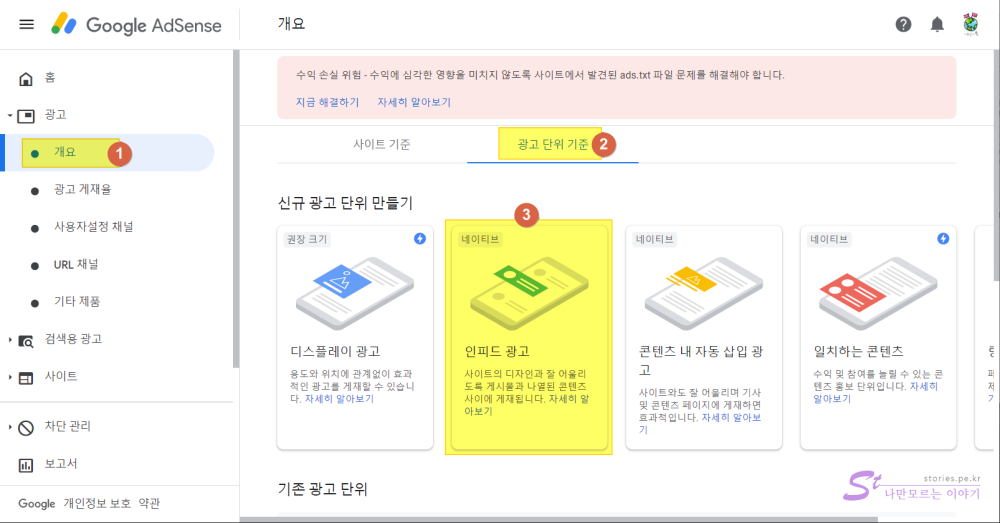 Google AdSense
개요
수익 손실 위험 - 수익에 심각한 영향을 미치지 않도록 사이트에서 발견된 ads.txt 파일 문제를 해결해야 합니다.
지금 해결하기 자세히 알아보기
홈
광고
개요
1
광고 게재율
사용자설정 채널
URL 채널
기타 제품
검색용 광고
사이트
차단 관리
보고서
Google 개인정보 보호 약관
사이트 기준
광고 단위 기준
2
신규 광고 단위 만들기
3
권장 크기
디스플레이 광고
용도와 위치에 관계없이 효과
적인 광고를 게재할 수 있습니
다. 자세히 알아보기
네이티브
인피드 광고
사이트의 디자인과 잘 어울리
도록 게시물과 나열된 콘텐츠
사이에 게재됩니다. 자세히 알
아보기
네이티브
콘텐츠 내 자동 삽입 광
고
사이트와도 잘 어울리며 기사
및 콘텐츠 페이지에 게재하면
효과적입니다. 자세히 알아보
기
네이티브
일치하는 콘텐츠
수익 및 참여를 늘릴 수 있는 콘
텐츠 홍보 단위입니다. 자세히
알아보기
기존 광고 단위
St
stories.pe.kr
나만모르는 이야기